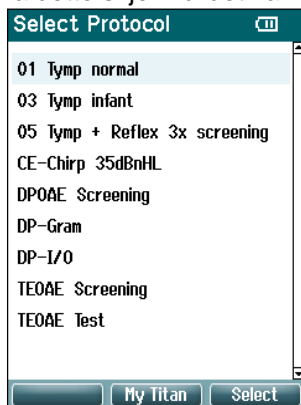 Select Protocol
01 Tymp normal
03 Tymp infant
05 Tymp + Reflex 3x screening
CE-Chirp 35dBnHL
DPOAE Screening
DP-Gram
DP-I/O
TEOAE Screening
TEOAE Test
My Titan Select